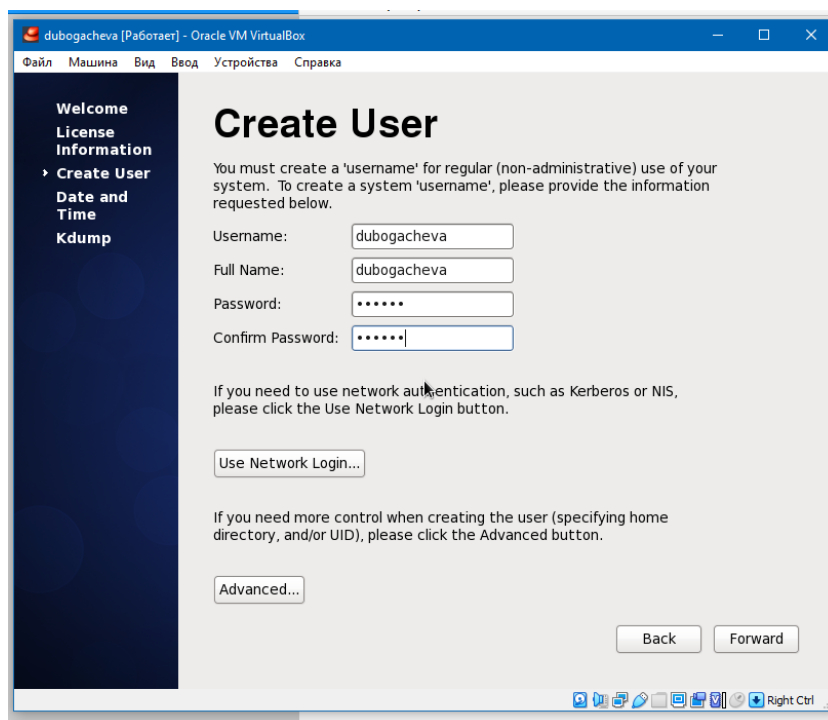 dubogacheva [Работает] - Oracle VM VirtualBox
Файл Машина Вид Ввод Устройства Справка
Welcome
License
Information
Create User
Date and
Time
Kdump
Create User
You must create a 'username' for regular (non-administrative) use of your
system. To create a system 'username', please provide the information
requested below.
Username: dubogacheva
Full Name: dubogacheva
Password: ••••••
Confirm Password: ••••••
If you need to use network authentication, such as Kerberos or NIS,
please click the Use Network Login button.
Use Network Login...
If you need more control when creating the user (specifying home
directory, and/or UID), please click the Advanced button.
Advanced...
Back Forward
Right Ctrl